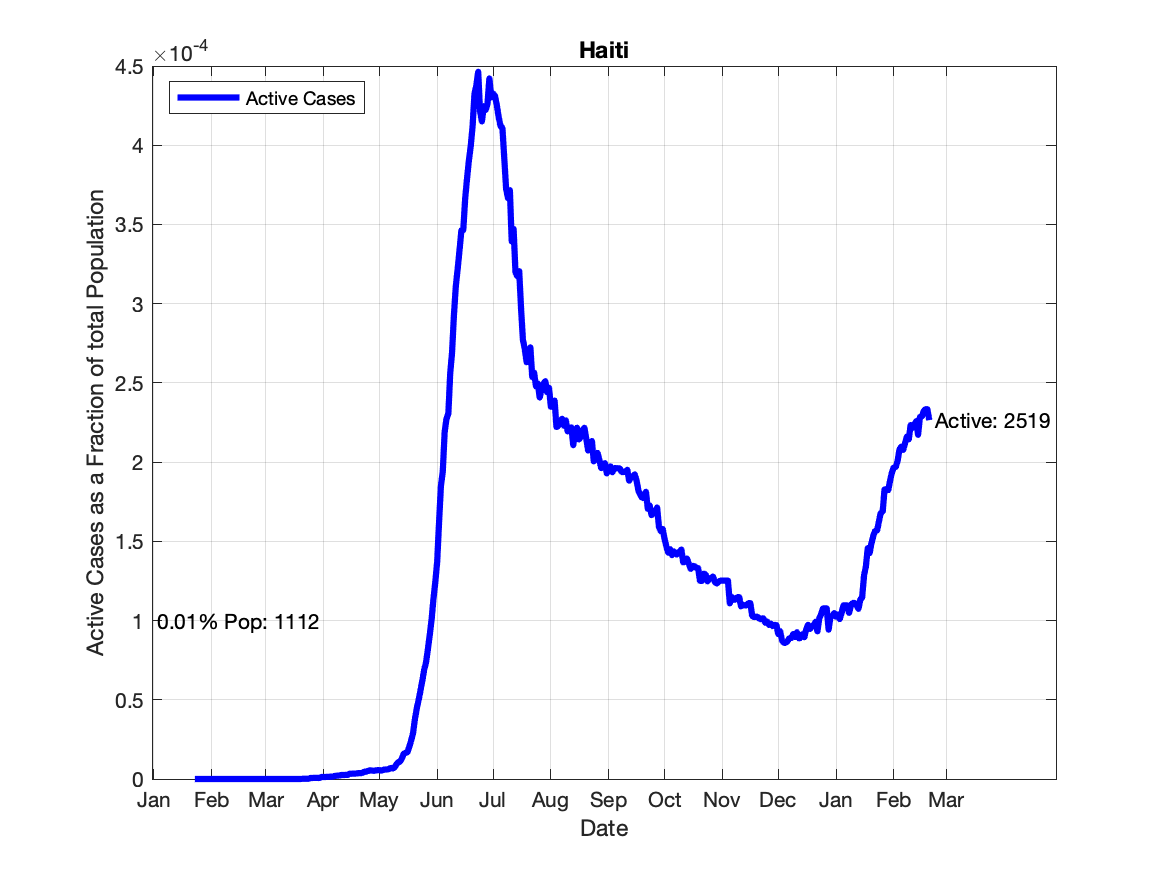 Haiti
×10-4
Active Cases
4.5
4
3.5
3
2.5
2
1.5
1
0.5
0
Active Cases as a Fraction of total Population
0.01% Pop: 1112
Active: 2519
Jan Feb Mar Apr May Jun Jul Aug Sep Oct Nov Dec Jan Feb Mar
Date